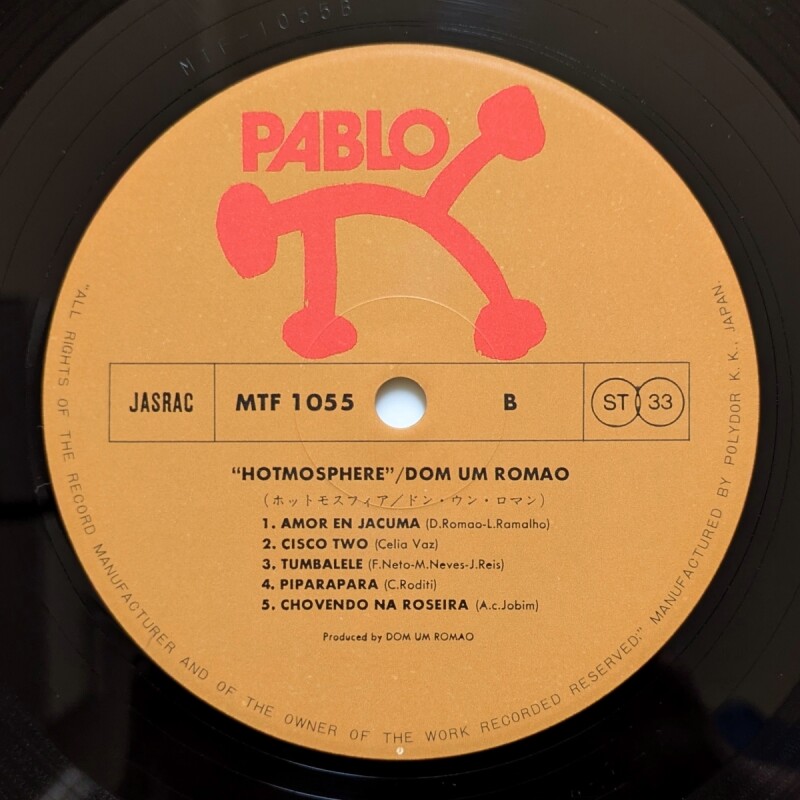 MTF-1055B
PABLO
JASRAC
MTF 1055
B
ST 33
"HOTMOSPHERE"/DOM UM ROMAO
(ホットモスフィア/ドン・ウン・ロマン)
1. AMOR EN JACUMA (D.Romao-L.Ramalho)
2. CISCO TWO (Celia Vaz)
3. TUMBALELE (F.Neto-M.Neves-J.Reis)
4. PIPARAPARA (C.Roditi)
5. CHOVENDO NA ROSEIRA (A.c.Jobim)
Produced by DOM UM ROMAO
"ALL RIGHTS OF THE RECORD MANUFACTURER AND OF THE OWNER OF THE WORK RECORDED RESERVED." MANUFACTURED BY POLYDOR K.K., JAPAN.